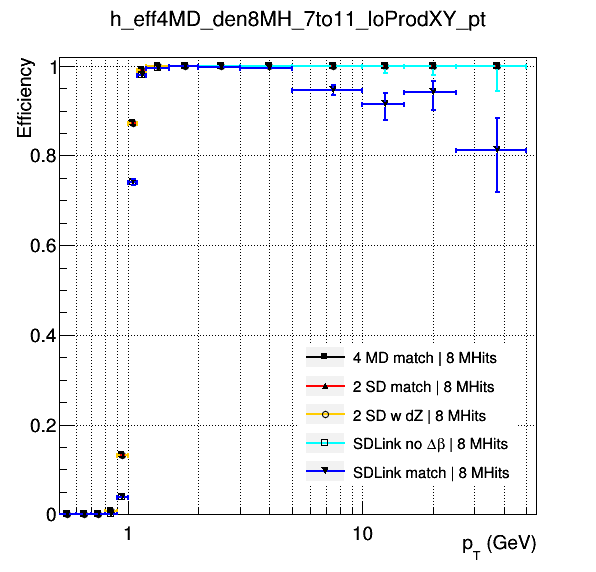 h_eff4MD_den8MH_7to11_loProdXY_pt
Efficiency
1
0.8
0.6
0.4
0.2
0
4 MD match | 8 MHits
2 SD match | 8 MHits
2 SD w dZ | 8 MHits
SDLink no Δβ | 8 MHits
SDLink match | 8 MHits
1
10
p_T (GeV)